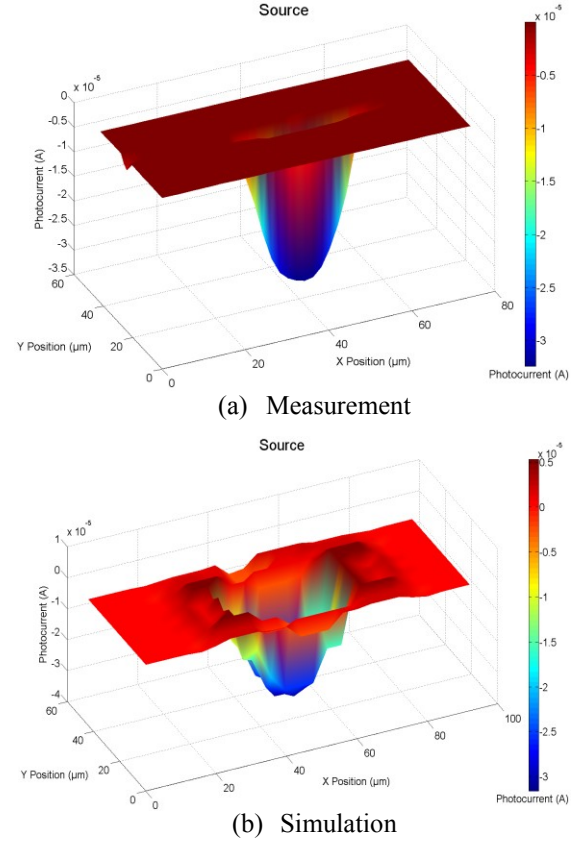 Source
x 10⁻⁵
0
-0.5
-1
-1.5
-2
-2.5
-3
-3.5
Photocurrent (A)
60
40
20
0
Y Position (µm)
0
20
40
60
80
X Position (µm)
x 10⁻⁵
-0.5
-1
-1.5
-2
-2.5
-3
Photocurrent (A)
(a) Measurement
Source
x 10⁻⁵
1
0
-1
-2
-3
-4
Photocurrent (A)
60
40
20
0
Y Position (µm)
0
20
40
60
80
100
X Position (µm)
x 10⁻⁵
0.5
0
-0.5
-1
-1.5
-2
-2.5
-3
Photocurrent (A)
(b) Simulation